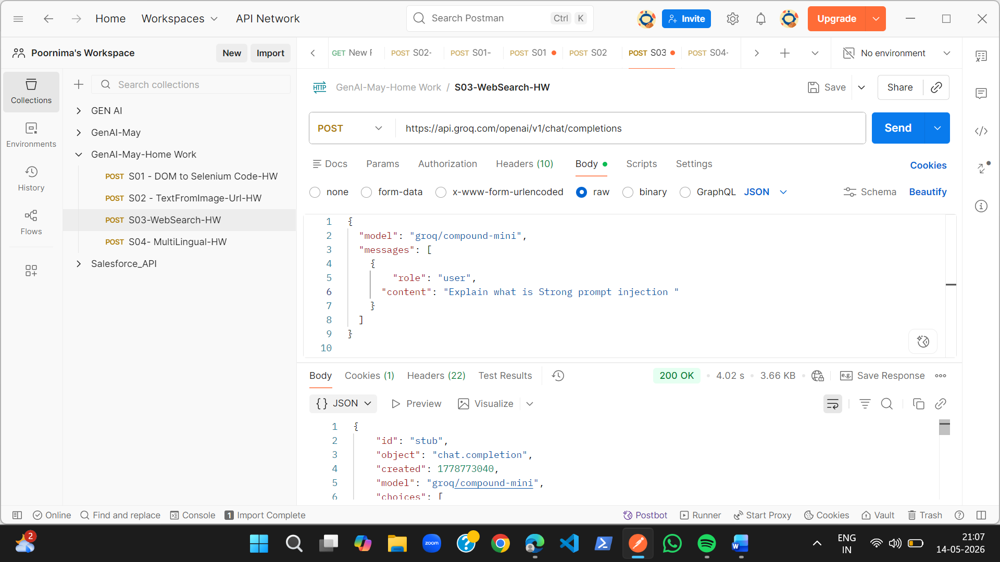 Home Workspaces API Network Search Postman Ctrl K Invite Upgrade
Poornima's Workspace New Import GET New F POST S02- POST S01- POST S01 POST S02 POST S03 POST S04- No environment
Collections
Environments
History
Flows
Search collections
GEN AI
GenAI-May
GenAI-May-Home Work
POST S01 - DOM to Selenium Code-HW
POST S02 - TextFromImage-Url-HW
POST S03-WebSearch-HW
POST S04- MultiLingual-HW
Salesforce_API
HTTP GenAI-May-Home Work / S03-WebSearch-HW Save Share
POST https://api.groq.com/openai/v1/chat/completions Send
Docs Params Authorization Headers (10) Body Scripts Settings Cookies
none form-data x-www-form-urlencoded raw binary GraphQL JSON Schema Beautify
1 {
2 "model": "groq/compound-mini",
3 "messages": [
4 {
5 "role": "user",
6 "content": "Explain what is Strong prompt injection "
7 }
8 ]
9 }
10
Body Cookies (1) Headers (22) Test Results 200 OK • 4.02 s • 3.66 KB • e.g. Save Response
{} JSON Preview Visualize
1 {
2 "id": "stub",
3 "object": "chat.completion",
4 "created": 1778773040,
5 "model": "groq/compound-mini",
6 "choices": [
Online Find and replace Console 1 Import Complete Postbot Runner Start Proxy Cookies Vault Trash
2 zoom W ENG
IN
21:07
14-05-2026